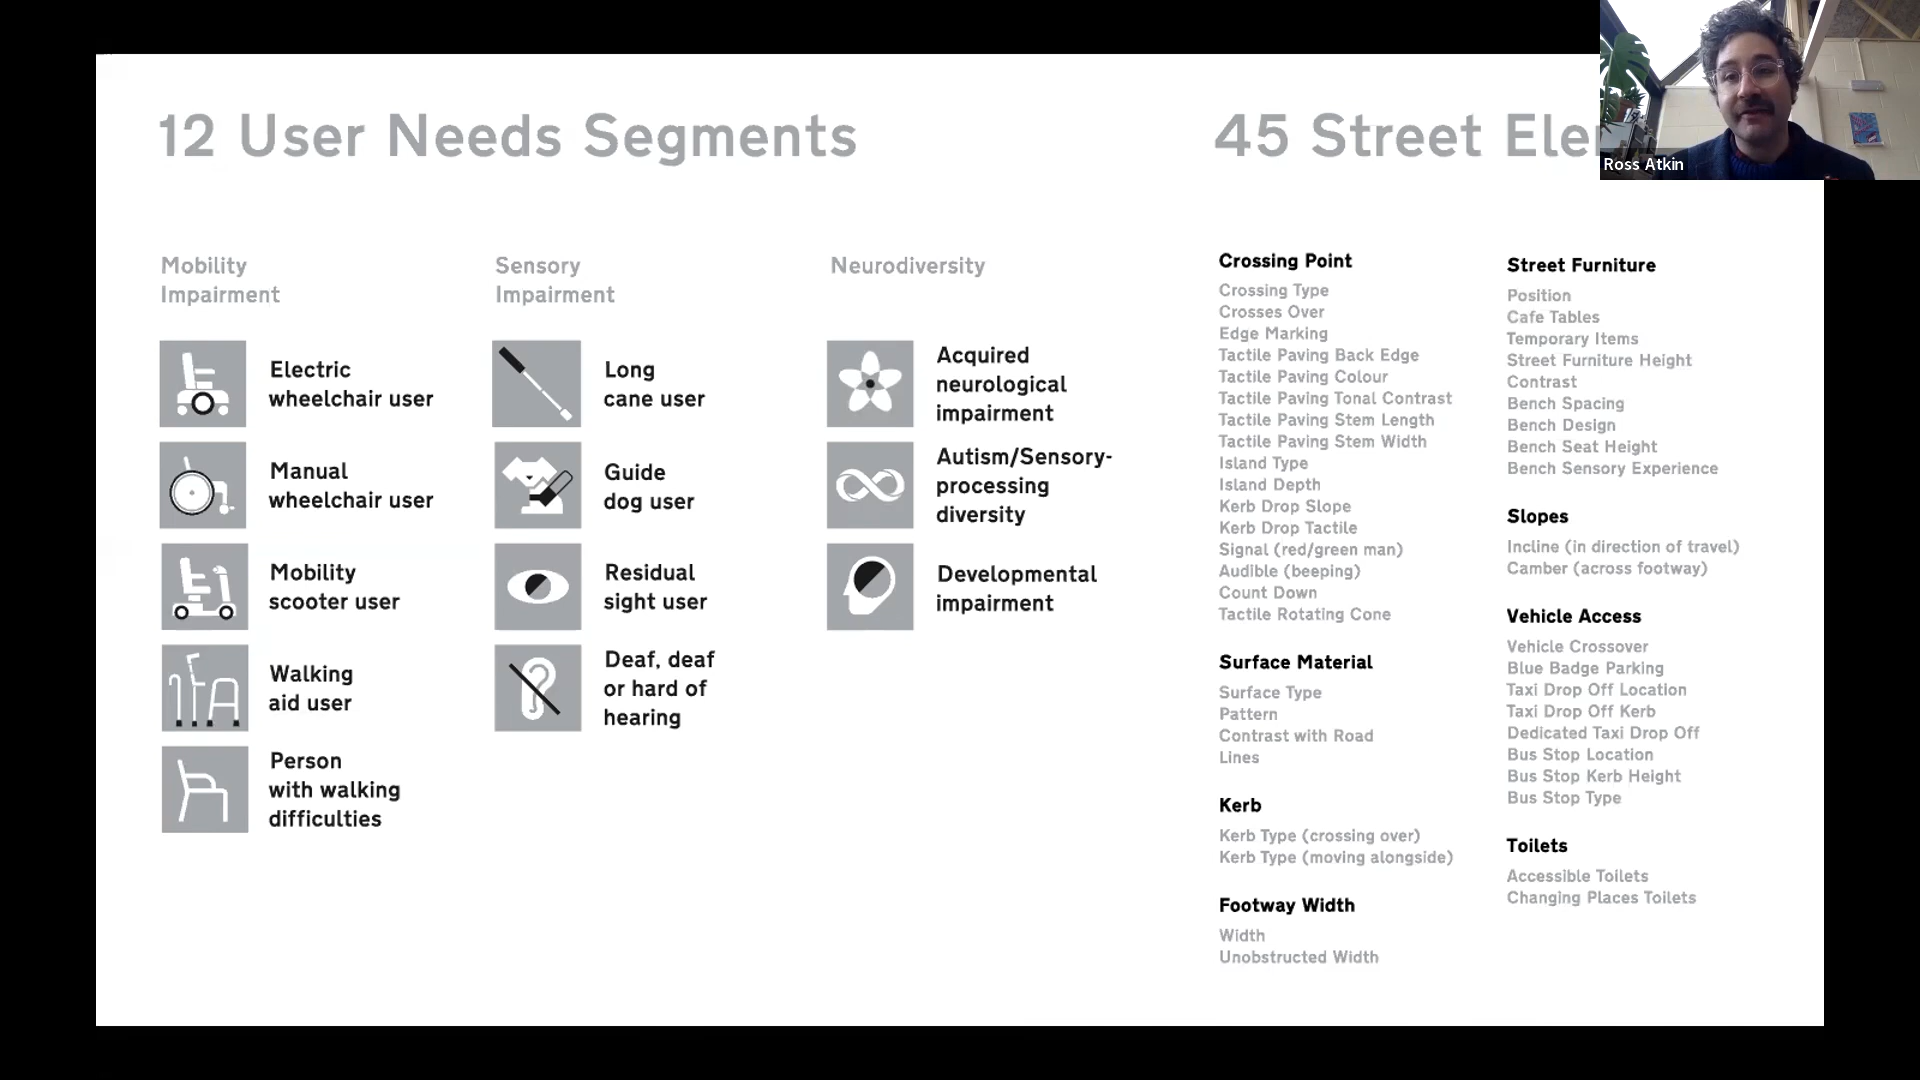 12 User Needs Segments
Mobility
Impairment
Electric
wheelchair user
Manual
wheelchair user
Mobility
scooter user
Walking
aid user
Person
with walking
difficulties
Sensory
Impairment
Long
cane user
Guide
dog user
Residual
sight user
Deaf, deaf
or hard of
hearing
Neurodiversity
Acquired
neurological
impairment
Autism/Sensory-
processing
diversity
Developmental
impairment
45 Street Ele
Crossing Point
Crossing Type
Crosses Over
Edge Marking
Tactile Paving Back Edge
Tactile Paving Colour
Tactile Paving Tonal Contrast
Tactile Paving Stem Length
Tactile Paving Stem Width
Island Type
Island Depth
Kerb Drop Slope
Kerb Drop Tactile
Signal (red/green man)
Audible (beeping)
Count Down
Tactile Rotating Cone
Surface Material
Surface Type
Pattern
Contrast with Road
Lines
Kerb
Kerb Type (crossing over)
Kerb Type (moving alongside)
Footway Width
Width
Unobstructed Width
Street Furniture
Position
Cafe Tables
Temporary Items
Street Furniture Height
Contrast
Bench Spacing
Bench Design
Bench Seat Height
Bench Sensory Experience
Slopes
Incline (in direction of travel)
Camber (across footway)
Vehicle Access
Vehicle Crossover
Blue Badge Parking
Taxi Drop Off Location
Taxi Drop Off Kerb
Dedicated Taxi Drop Off
Bus Stop Location
Bus Stop Kerb Height
Bus Stop Type
Toilets
Accessible Toilets
Changing Places Toilets
Ross Atkin